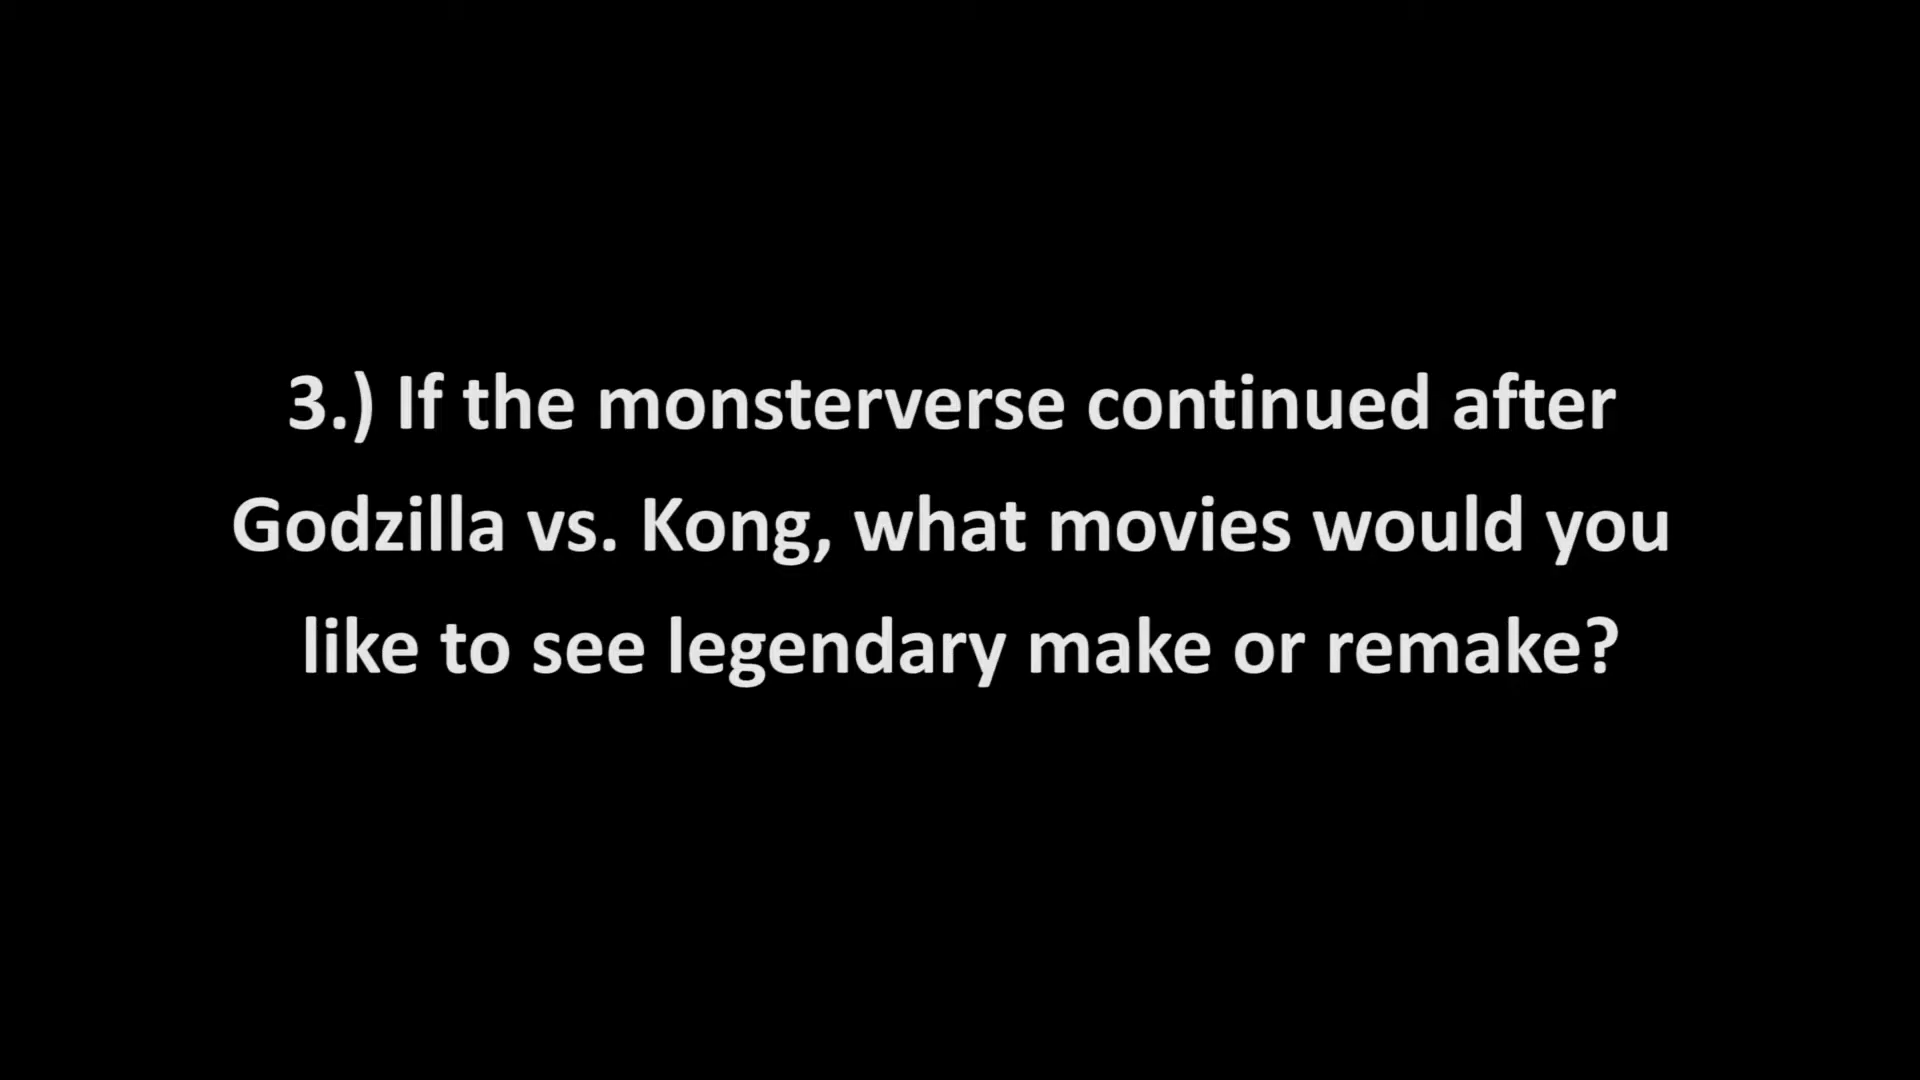 3.) If the monsterverse continued after
Godzilla vs. Kong, what movies would you
like to see legendary make or remake?